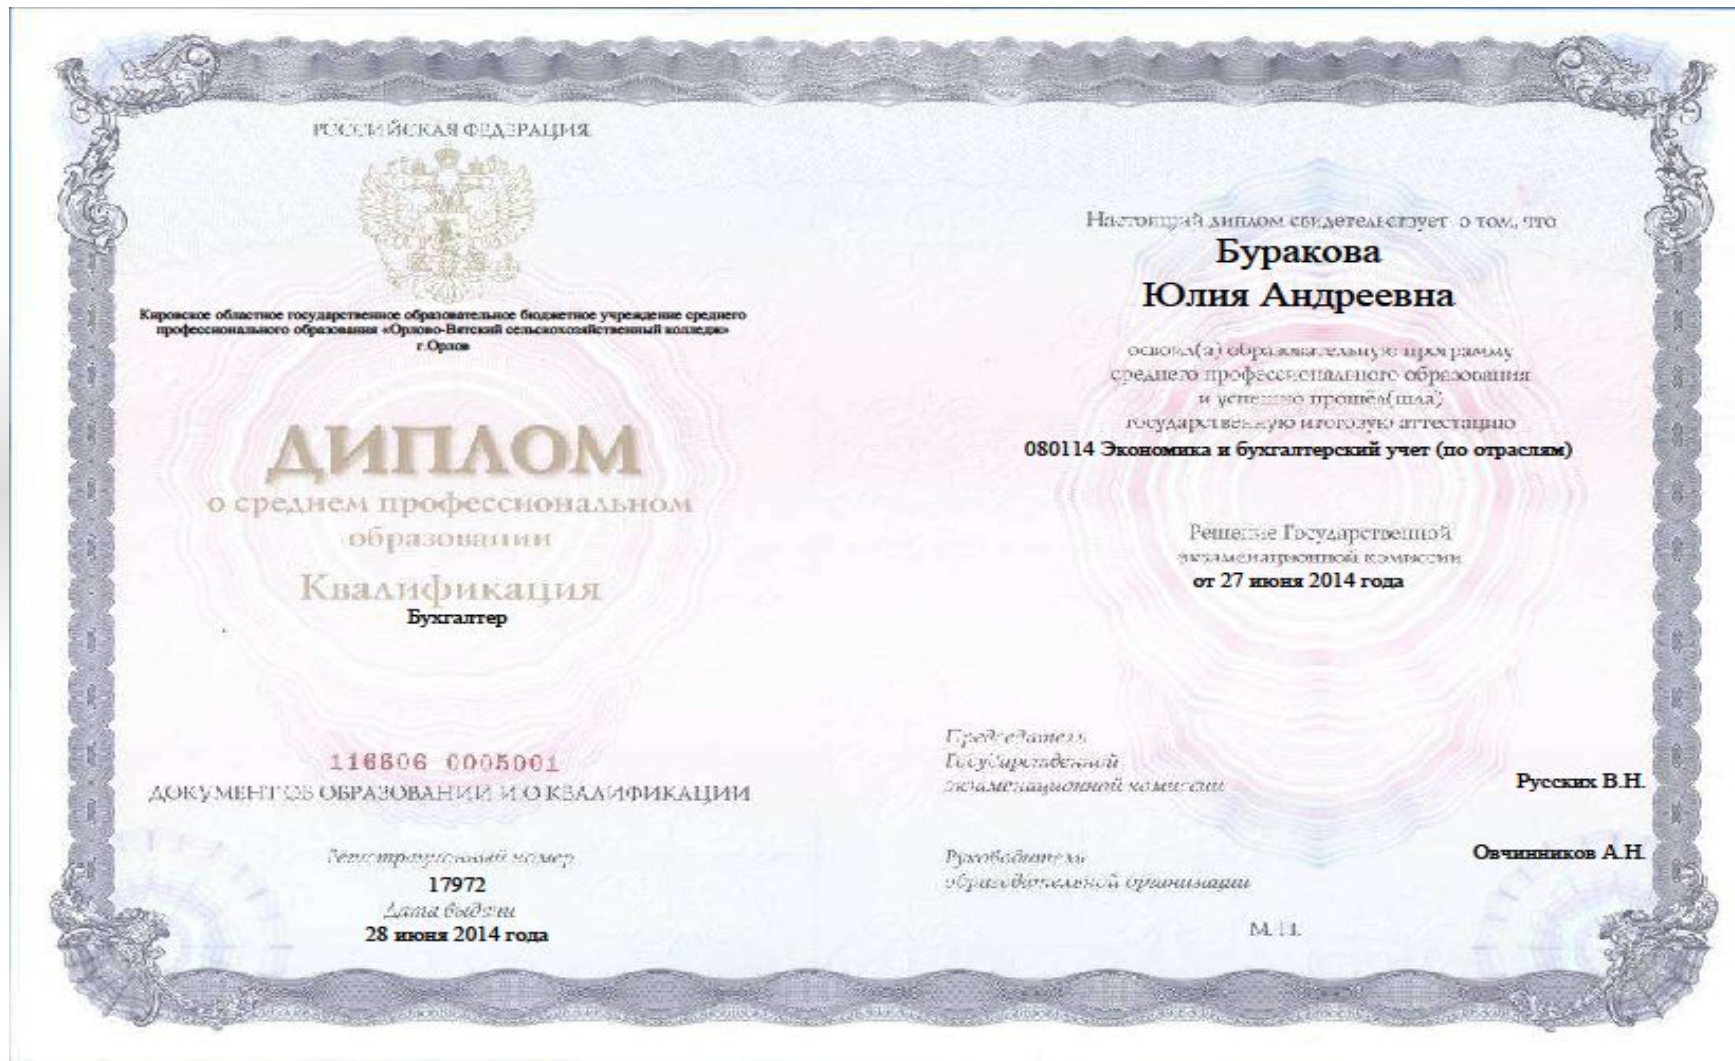 РОССИЙСКАЯ ФЕДЕРАЦИЯ
Кировское областное государственное образовательное бюджетное учреждение среднего
профессионального образования «Орлово-Вятский сельскохозяйственный колледж»
г.Орлов
ДИПЛОМ
о среднем профессиональном
образовании
Квалификация
Бухгалтер
116606 0005001
ДОКУМЕНТ ОБ ОБРАЗОВАНИИ И О КВАЛИФИКАЦИИ
Регистрационный номер
17972
Дата выдачи
28 июня 2014 года
Настоящий диплом свидетельствует о том, что
Буракова
Юлия Андреевна
освоил(а) образовательную программу
среднего профессионального образования
и успешно прошёл(шла)
государственную итоговую аттестацию
080114 Экономика и бухгалтерский учет (по отраслям)
Решение Государственной
экзаменационной комиссии
от 27 июня 2014 года
Председатель
Государственной
экзаменационной комиссии
Русских В.Н.
Руководитель
образовательной организации
Овчинников А.Н.
М.П.